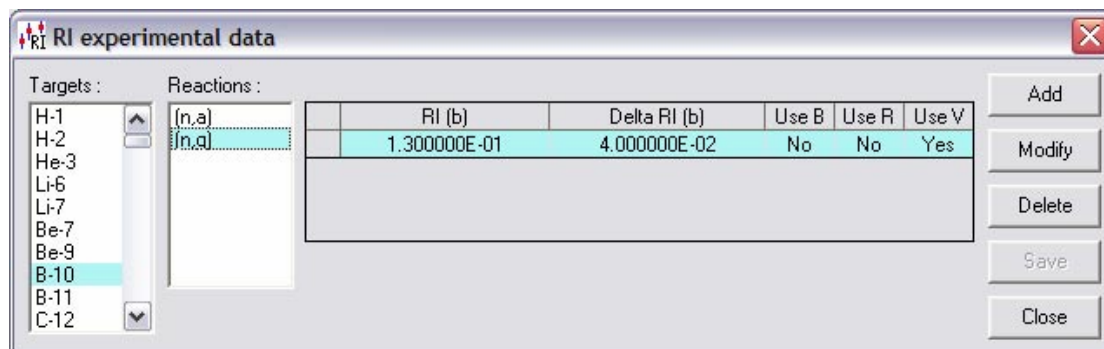 RI RI experimental data
Targets :
H-1
H-2
He-3
Li-6
Li-7
Be-7
Be-9
B-10
B-11
C-12
Reactions :
(n,a)
(n,g)
RI (b) Delta RI (b) Use B Use R Use V
1.300000E-01 4.000000E-02 No No Yes
Add
Modify
Delete
Save
Close